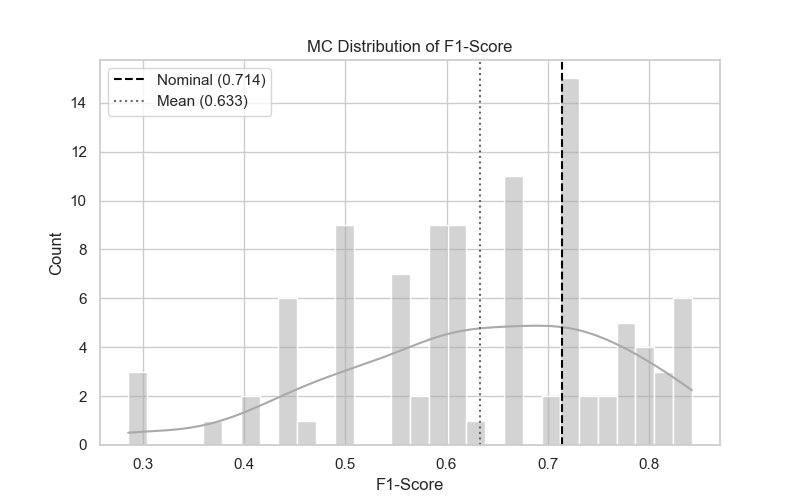 MC Distribution of F1-Score
Nominal (0.714)
Mean (0.633)
14
12
10
8
6
4
2
0
Count
0.3 0.4 0.5 0.6 0.7 0.8
F1-Score